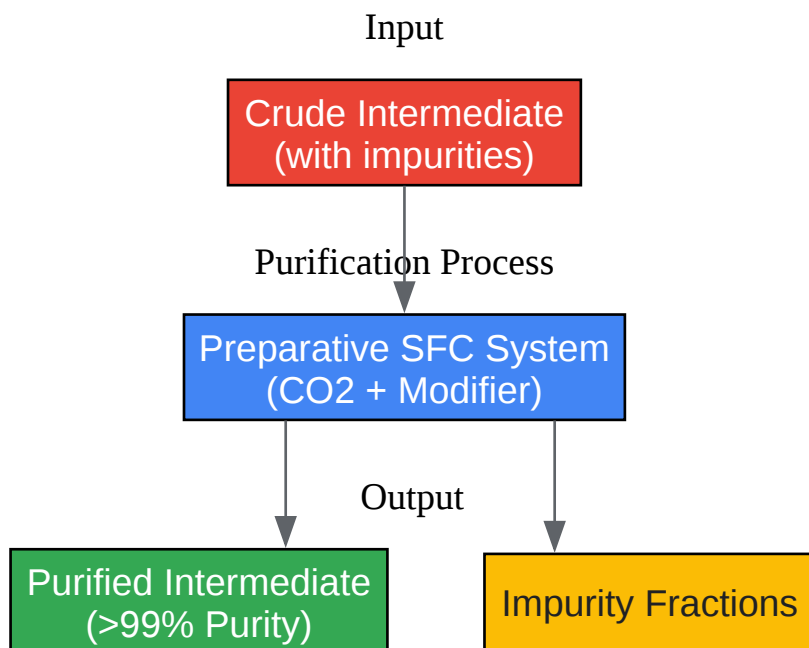 Input
Crude Intermediate
(with impurities)
Purification Process
Preparative SFC System
(CO2 + Modifier)
Output
Purified Intermediate
(>99% Purity)
Impurity Fractions